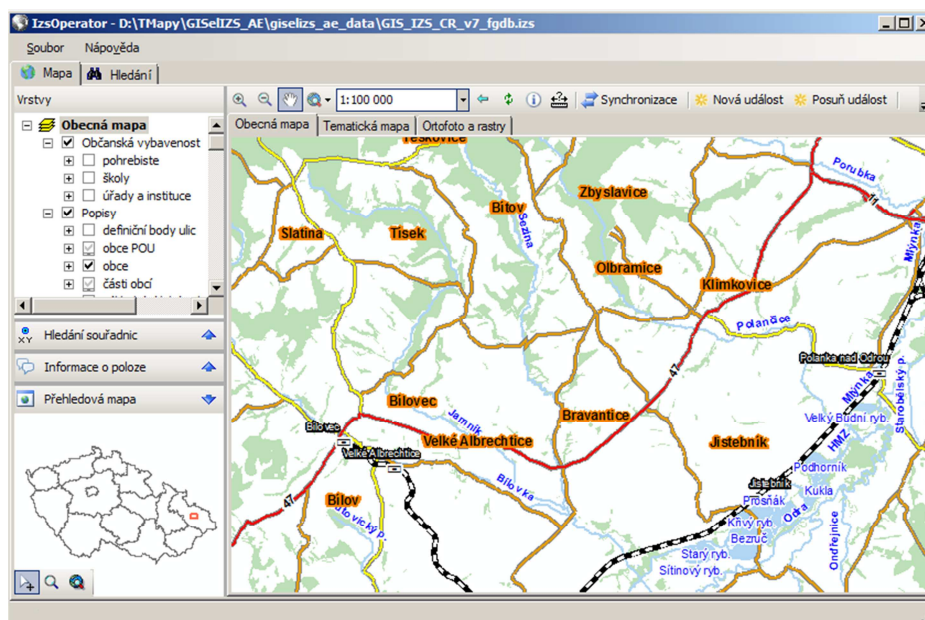 IzsOperator - D:\TMapy\GISelIZS_AE\giselizs_ae_data\GIS_IZS_CR_v7_fgdb.izs
Soubor Nápověda
Mapa Hledání
Vrstvy
1:100 000 Synchronizace Nová událost Posuň událost
Obecná mapa Tematická mapa Ortofoto a rastry
Obecná mapa
Občanská vybavenost
pohrebiste
školy
úřady a instituce
Popisy
definiční body ulic
obce POU
obce
části obcí
Hledání souřadnic
XY
Informace o poloze
Přehledová mapa
Těškovice
Porubka
Zbyslavice
11
Bítov
Slatina
Tísek
Sezina
Mlýnka
Olbramice
Klimkovice
Polančice
Polanka nad Odrou
47
Mlýnka
Starobělský p.
Bílovec
Jamník
Bravantice
Velký Budní ryb.
Bílovec
Velké Albrechtice
Jistebník
HMZ
Velké Albrechtice
Podhorník
Bílovka
Jistebník
Kukla
47
Bílov
Prosňák
Odra
Křivý ryb.
Bezruč
Ondřejnice
Starý ryb.
Sítinový ryb.